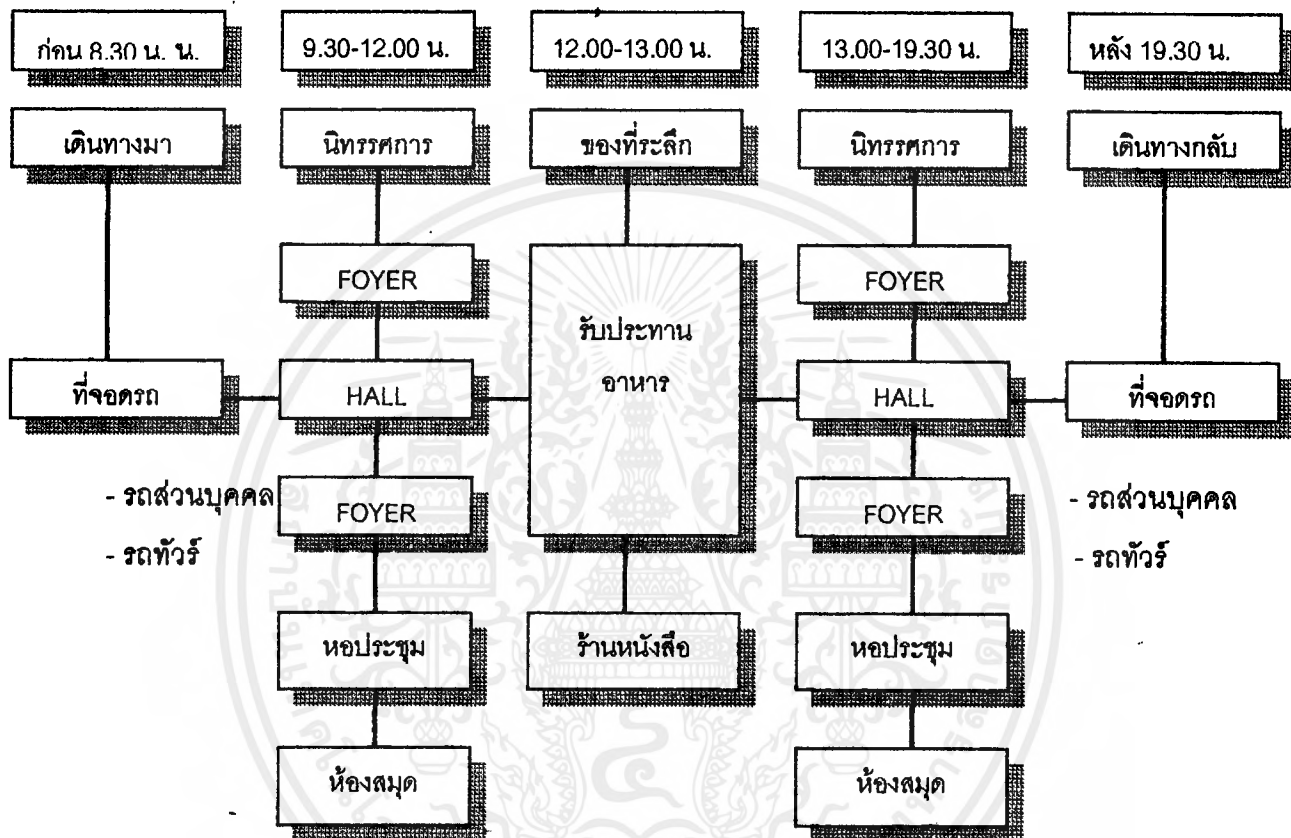 ก่อน 8.30 น. น.
9.30-12.00 น.
12.00-13.00 น.
13.00-19.30 น.
หลัง 19.30 น.
เดินทางมา
นิทรรศการ
ของที่ระลึก
นิทรรศการ
เดินทางกลับ
FOYER
FOYER
รับประทาน
อาหาร
ที่จอดรถ
HALL
HALL
ที่จอดรถ
- รถส่วนบุคคล
- รถทัวร์
FOYER
FOYER
- รถส่วนบุคคล
- รถทัวร์
หอประชุม
ร้านหนังสือ
หอประชุม
ห้องสมุด
ห้องสมุด